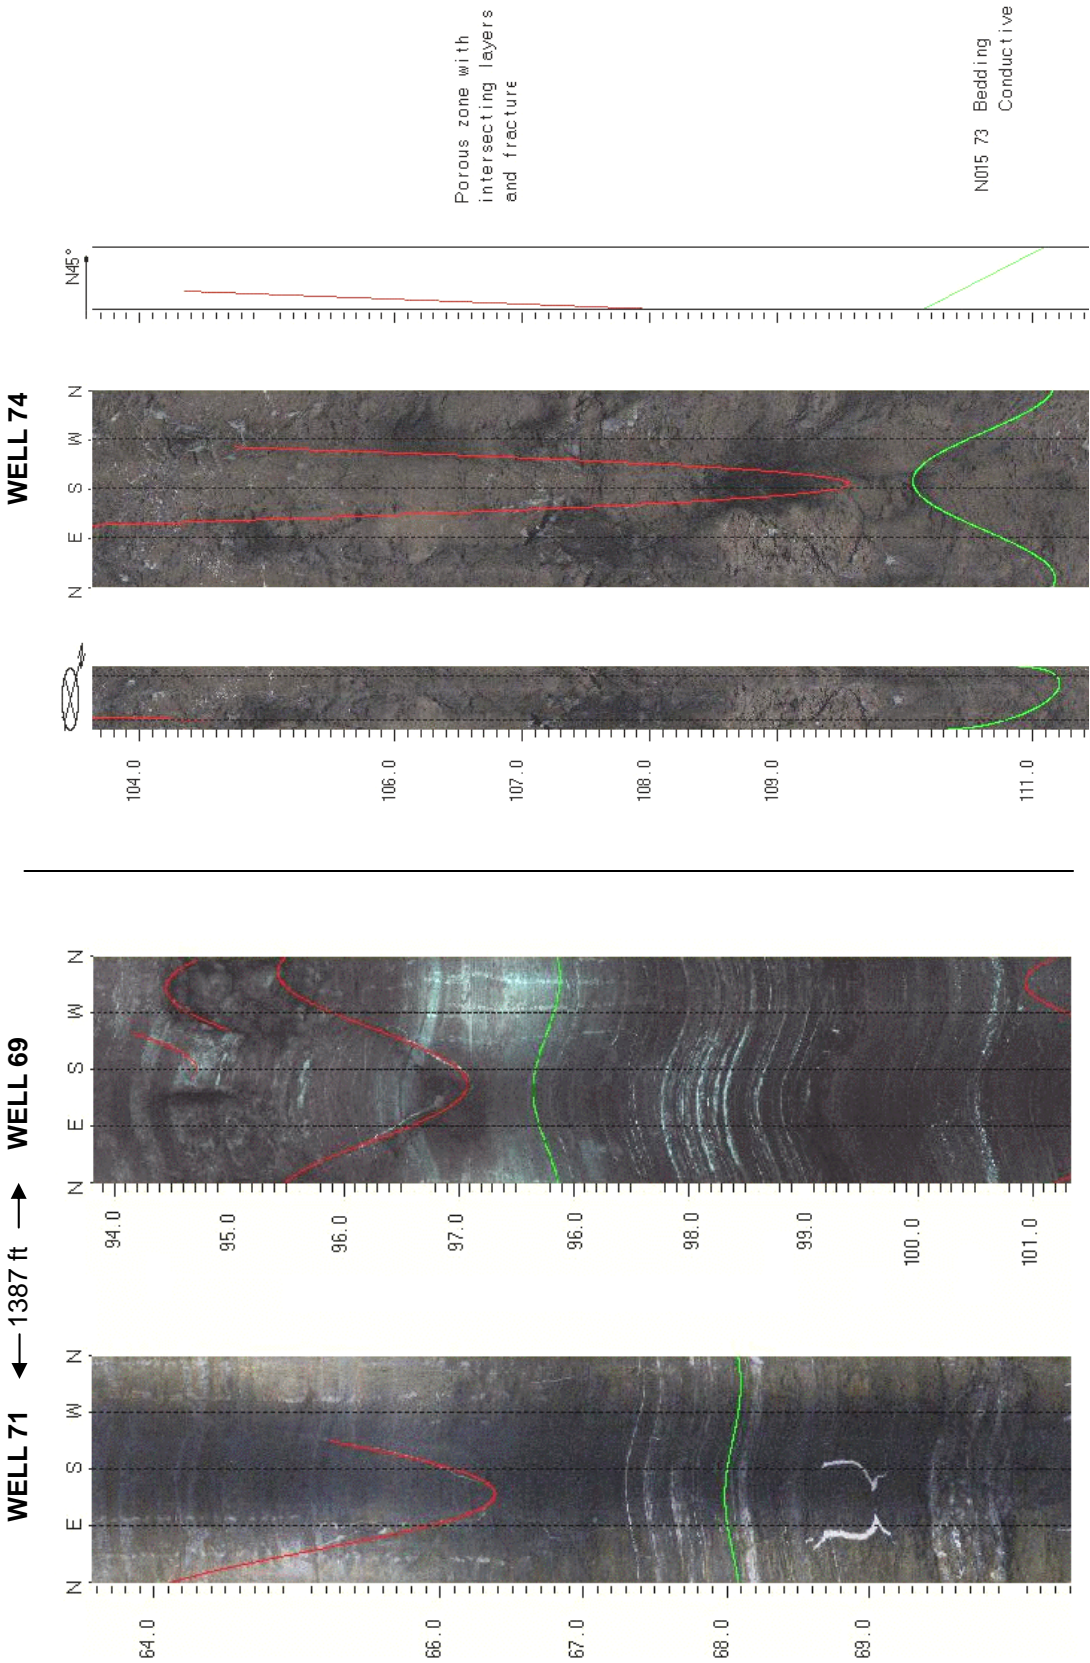 WELL 71 ← 1387 ft → WELL 69
WELL 74
N E S W N
64.0
66.0
67.0
68.0
69.0
N E S W N
94.0
95.0
96.0
97.0
96.0
98.0
99.0
100.0
101.0
104.0
106.0
107.0
108.0
109.0
111.0
N E S W N
N45°
Porous zone with
intersecting layers
and fracture
N015 73 Bedding
Conductive